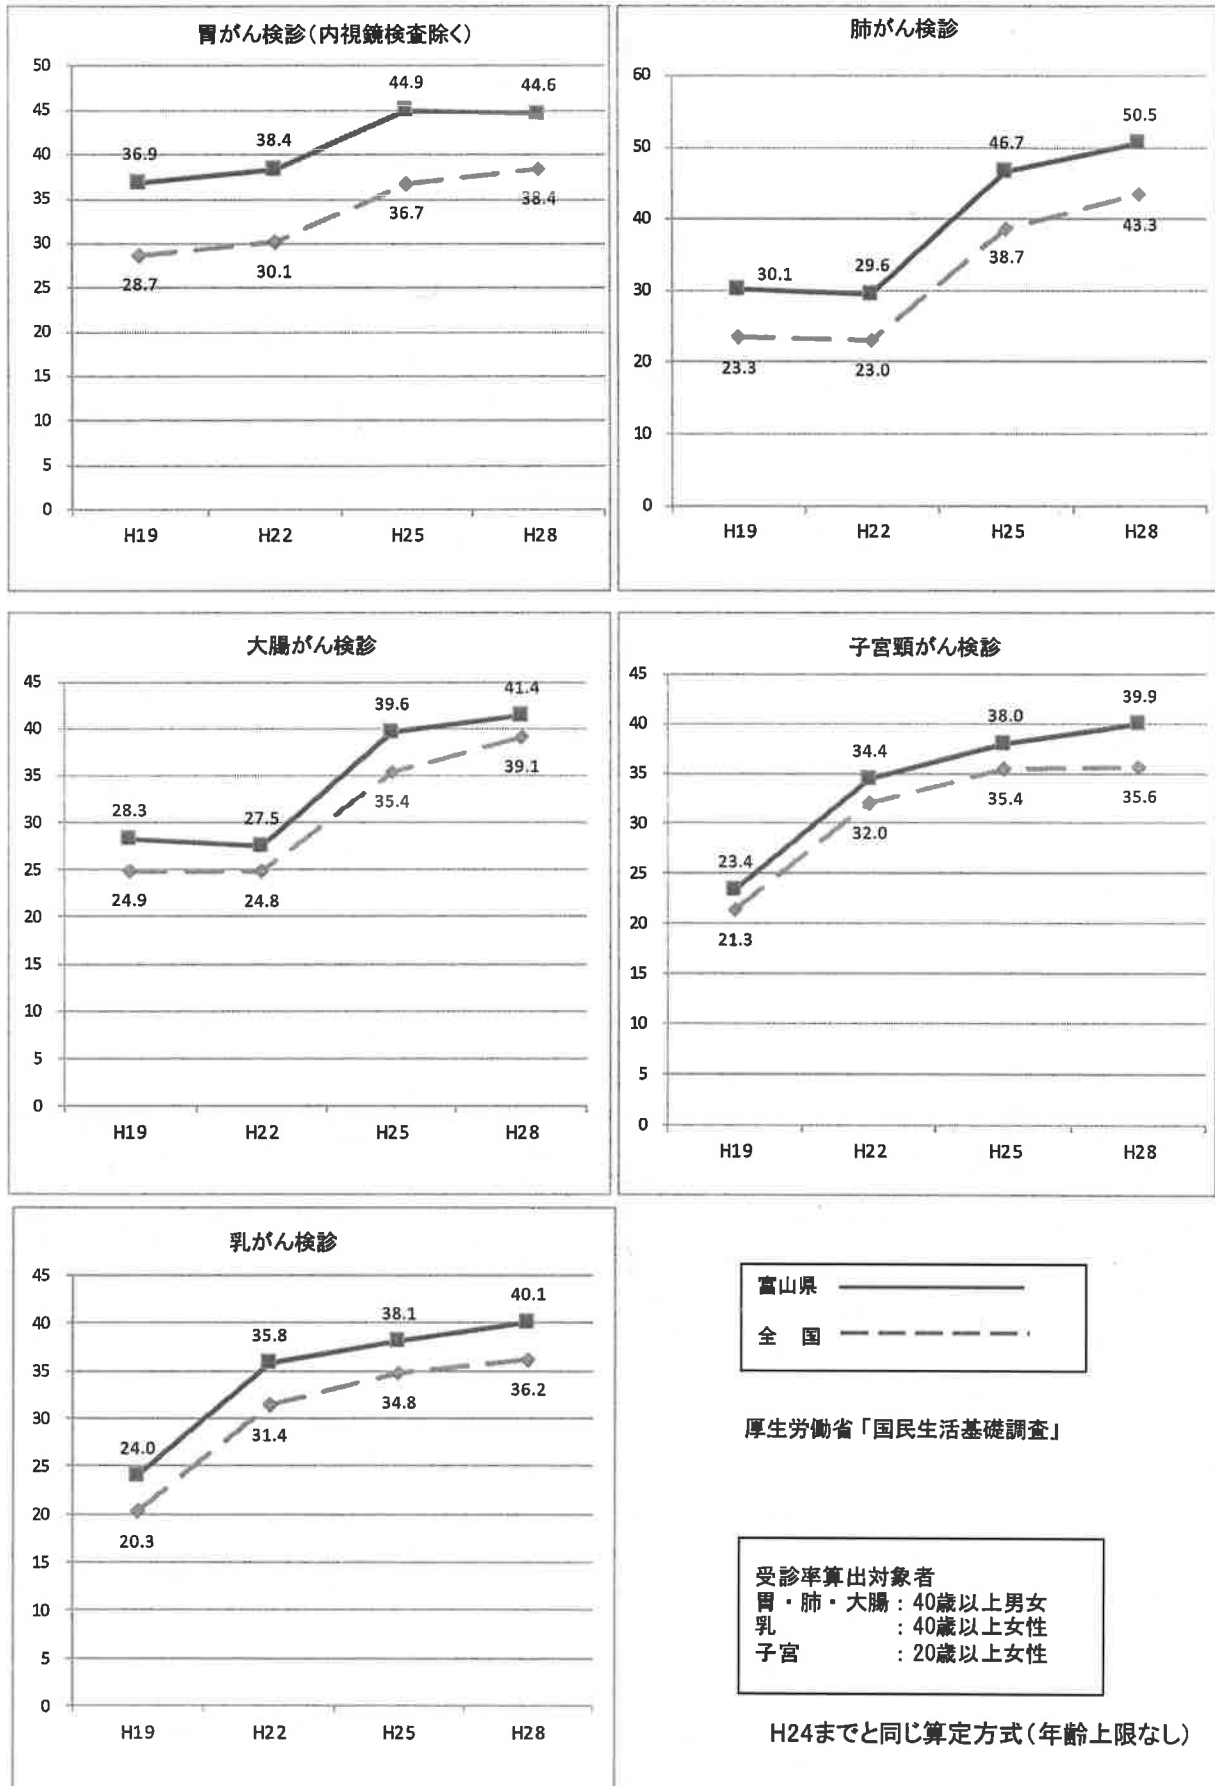 胃がん検診（内視鏡検査除く）
50
45
40
35
30
25
20
15
10
5
0
36.9
38.4
44.9
44.6
28.7
30.1
36.7
38.4
H19
H22
H25
H28
肺がん検診
60
50
40
30
20
10
0
30.1
29.6
46.7
50.5
23.3
23.0
38.7
43.3
H19
H22
H25
H28
大腸がん検診
45
40
35
30
25
20
15
10
5
0
28.3
27.5
39.6
41.4
24.9
24.8
35.4
39.1
H19
H22
H25
H28
子宮頸がん検診
45
40
35
30
25
20
15
10
5
0
23.4
34.4
38.0
39.9
21.3
32.0
35.4
35.6
H19
H22
H25
H28
乳がん検診
45
40
35
30
25
20
15
10
5
0
24.0
35.8
38.1
40.1
20.3
31.4
34.8
36.2
H19
H22
H25
H28
富山県
全　国
厚生労働省「国民生活基礎調査」
受診率算出対象者
胃・肺・大腸：40歳以上男女
乳　　　　　：40歳以上女性
子宮　　　　：20歳以上女性
H24までと同じ算定方式（年齢上限なし）